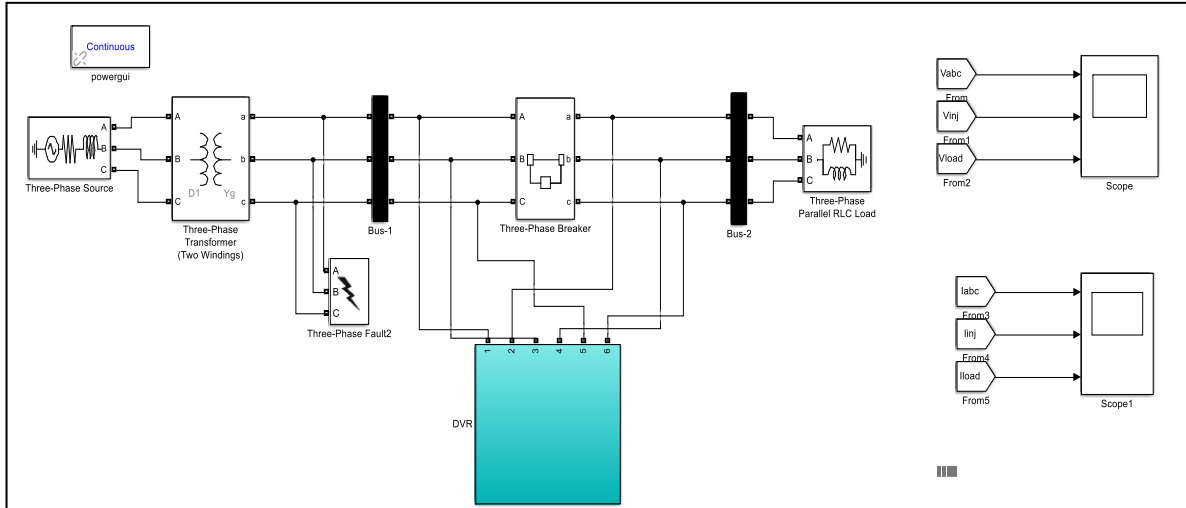 Continuous
powergui
A
B
C
Three-Phase Source
A
B
C
D1
Yg
a
b
c
Three-Phase
Transformer
(Two Windings)
Bus-1
A
B
C
Three-Phase Fault2
A
B
C
a
b
c
Three-Phase Breaker
Bus-2
A
B
C
Three-Phase
Parallel RLC Load
1
2
3
4
5
6
DVR
Vabc
From
Vinj
From1
Vload
From2
Scope
Iabc
From3
Iinj
From4
Iload
From5
Scope1